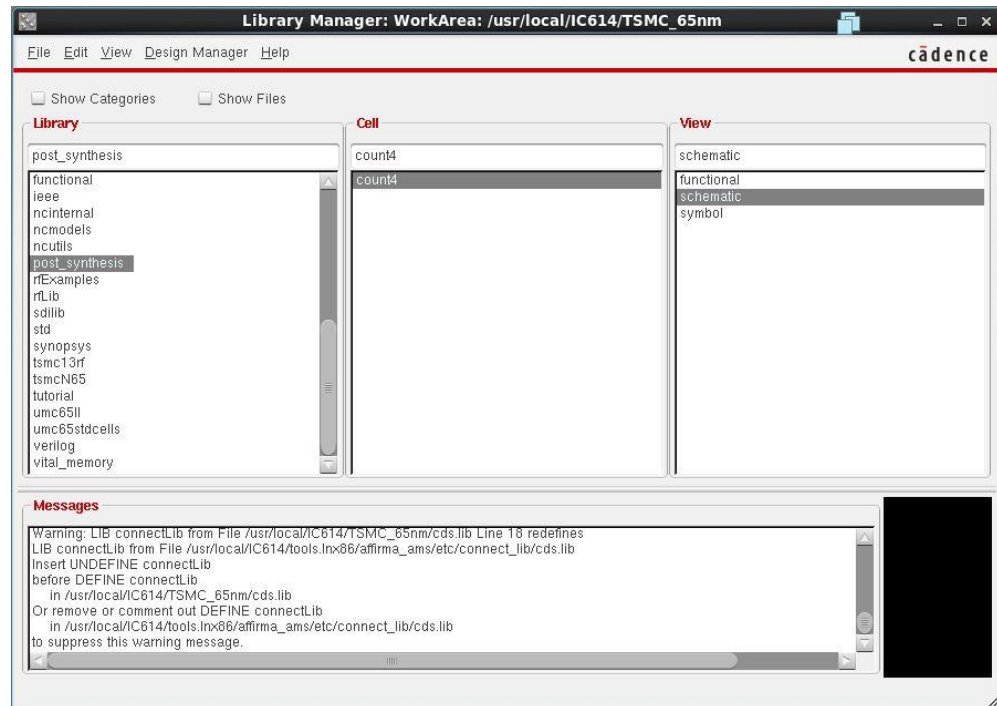 Library Manager: WorkArea: /usr/local/IC614/TSMC_65nm
File Edit View Design Manager Help
cādence
Show Categories Show Files
Library
post_synthesis
functional
ieee
ncinternal
ncmodels
ncutils
post_synthesis
rfExamples
rfLib
sdilib
std
synopsys
tsmc13rf
tsmcN65
tutorial
umc65ll
umc65stdcells
verilog
vital_memory
Cell
count4
count4
View
schematic
functional
schematic
symbol
Messages
Warning: LIB connectLib from File /usr/local/IC614/TSMC_65nm/cds.lib Line 18 redefines
LIB connectLib from File /usr/local/IC614/tools.lnx86/affirma_ams/etc/connect_lib/cds.lib
Insert UNDEFINE connectLib
before DEFINE connectLib
in /usr/local/IC614/TSMC_65nm/cds.lib
Or remove or comment out DEFINE connectLib
in /usr/local/IC614/tools.lnx86/affirma_ams/etc/connect_lib/cds.lib
to suppress this warning message.